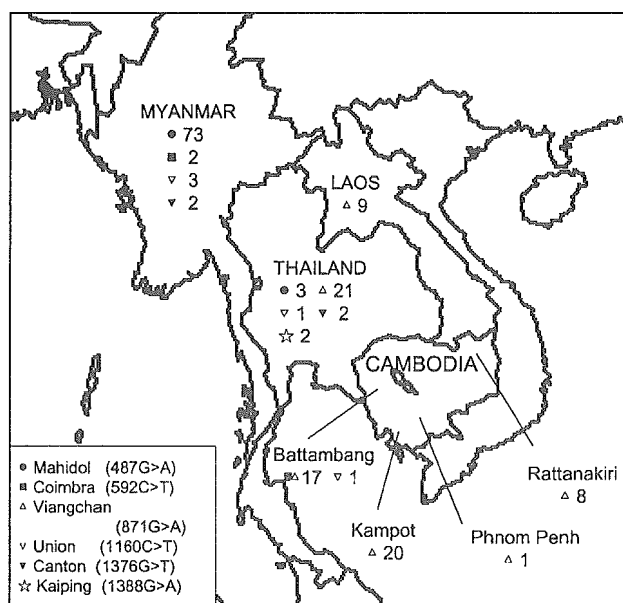 MYANMAR
● 73
■ 2
▽ 3
▼ 2
LAOS
△ 9
THAILAND
● 3 △ 21
▽ 1 ▼ 2
☆ 2
CAMBODIA
Battambang
△ 17 ▽ 1
Rattanakiri
△ 8
Kampot
△ 20
Phnom Penh
△ 1
● Mahidol (487G>A)
■ Coimbra (592C>T)
△ Viangchan
(871G>A)
▽ Union (1160C>T)
▼ Canton (1376G>T)
☆ Kaiping (1388G>A)